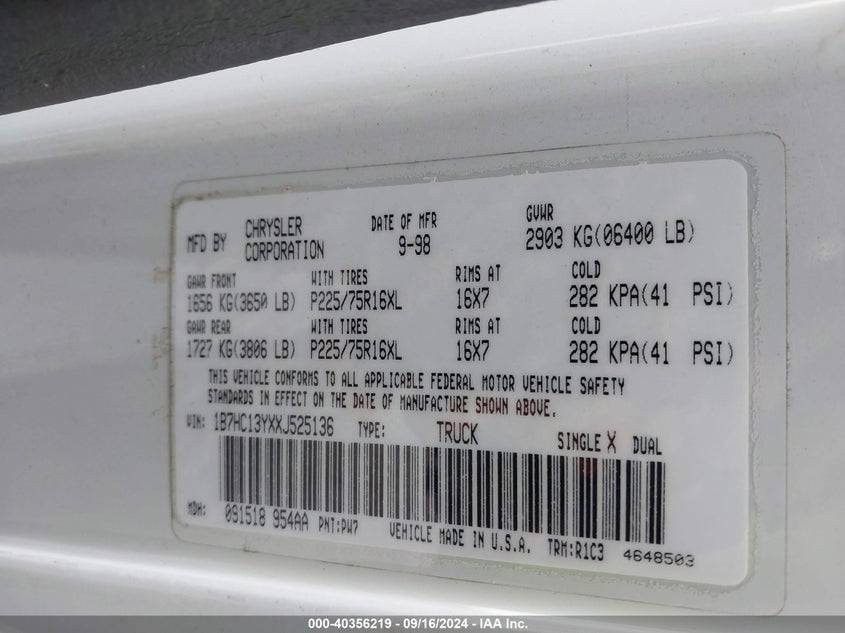 MFD BY CHRYSLER CORPORATION DATE OF MFR 9-98 GVWR 2903 KG(06400 LB)
GAWR FRONT WITH TIRES RIMS AT COLD
1656 KG(3650 LB) P225/75R16XL 16X7 282 KPA(41 PSI)
GAWR REAR WITH TIRES RIMS AT COLD
1727 KG(3806 LB) P225/75R16XL 16X7 282 KPA(41 PSI)
THIS VEHICLE CONFORMS TO ALL APPLICABLE FEDERAL MOTOR VEHICLE SAFETY
STANDARDS IN EFFECT ON THE DATE OF MANUFACTURE SHOWN ABOVE.
VIN: 1B7HC13YXXJ525136 TYPE: TRUCK SINGLE X DUAL
MDH: 091518 954AA PNT:PW7 VEHICLE MADE IN U.S.A. TRM:R1C3 4648503
000-40356219 - 09/16/2024 - IAA Inc.